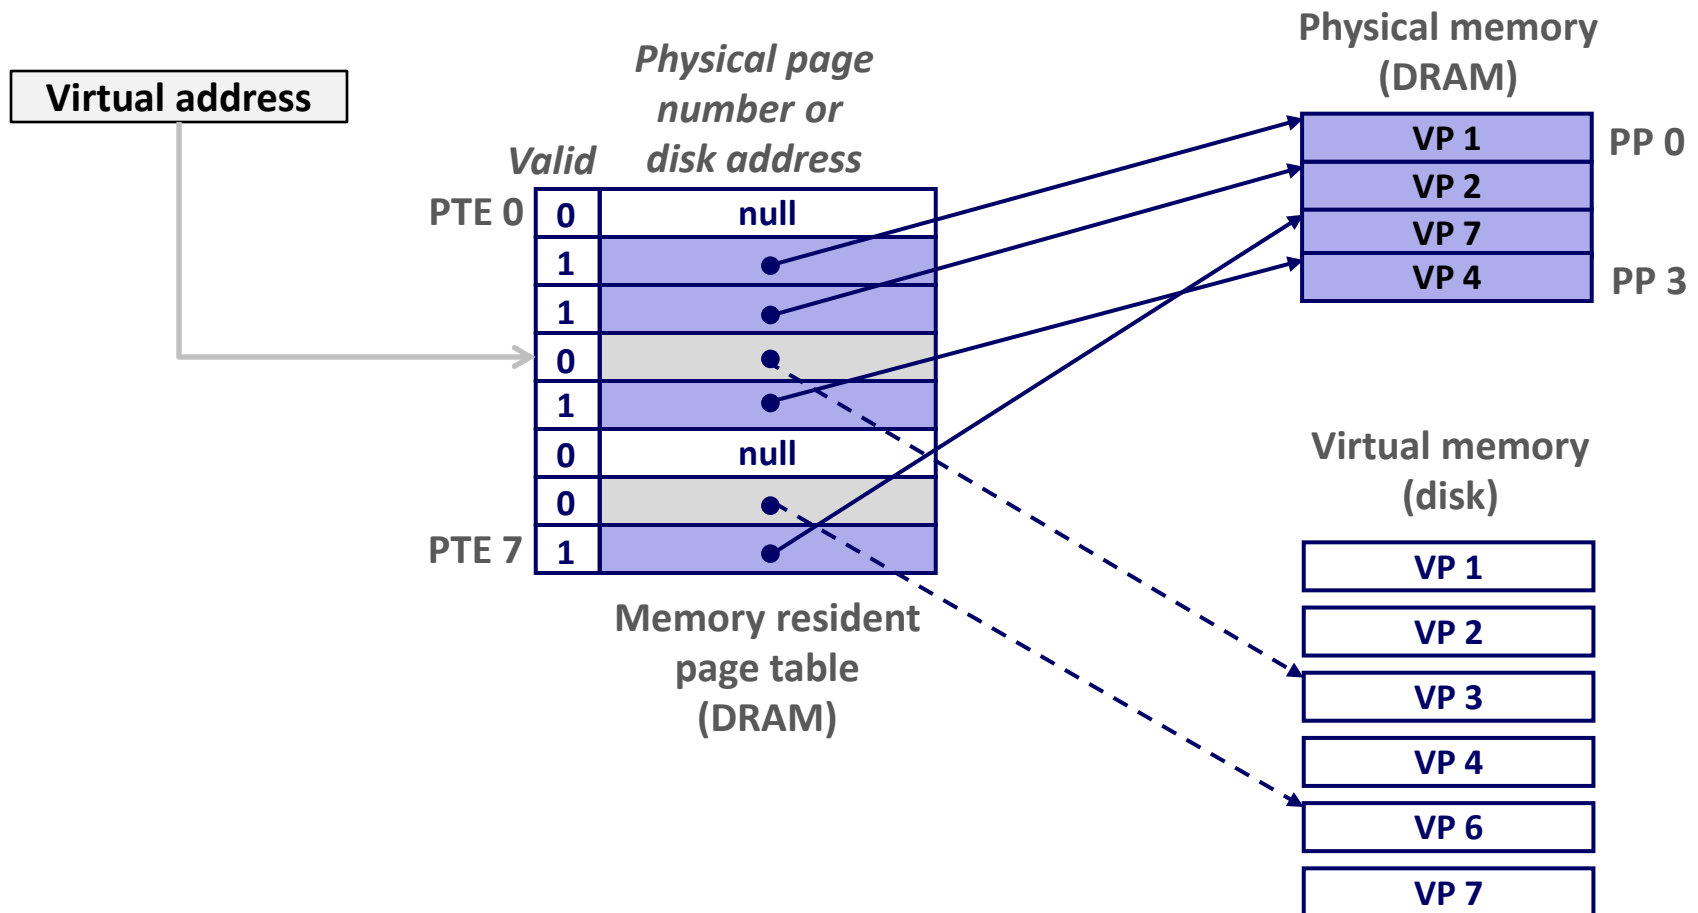 Virtual address
Physical page
number or
disk address
Valid
PTE 0
0
null
1
1
0
1
0
null
0
PTE 7
1
Memory resident
page table
(DRAM)
Physical memory
(DRAM)
VP 1
PP 0
VP 2
VP 7
VP 4
PP 3
Virtual memory
(disk)
VP 1
VP 2
VP 3
VP 4
VP 6
VP 7